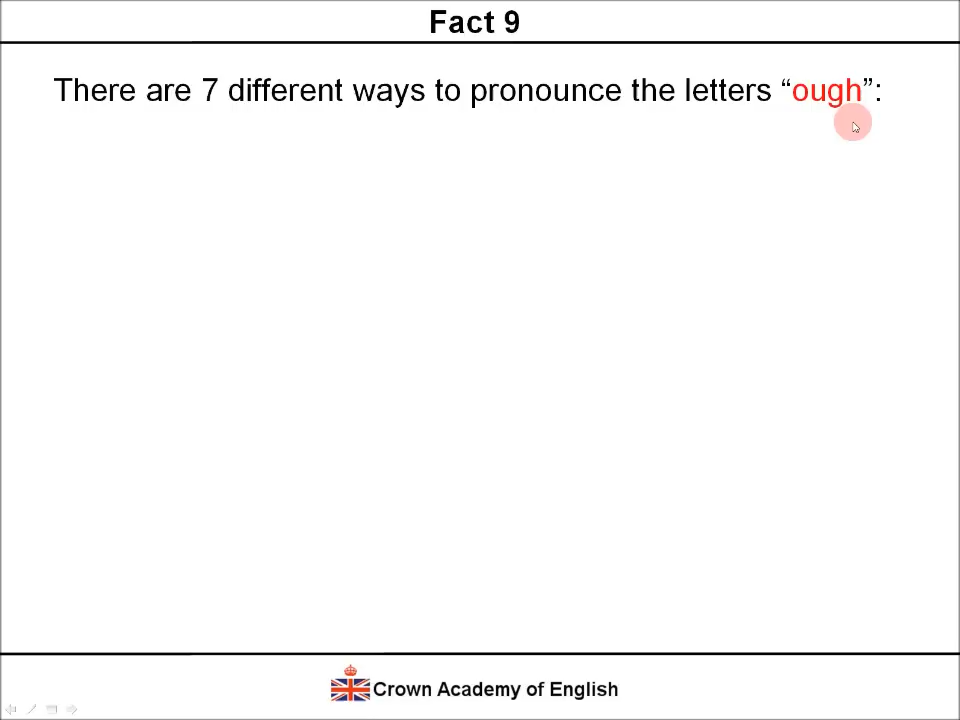 Fact 9
There are 7 different ways to pronounce the letters “ough”:
Crown Academy of English